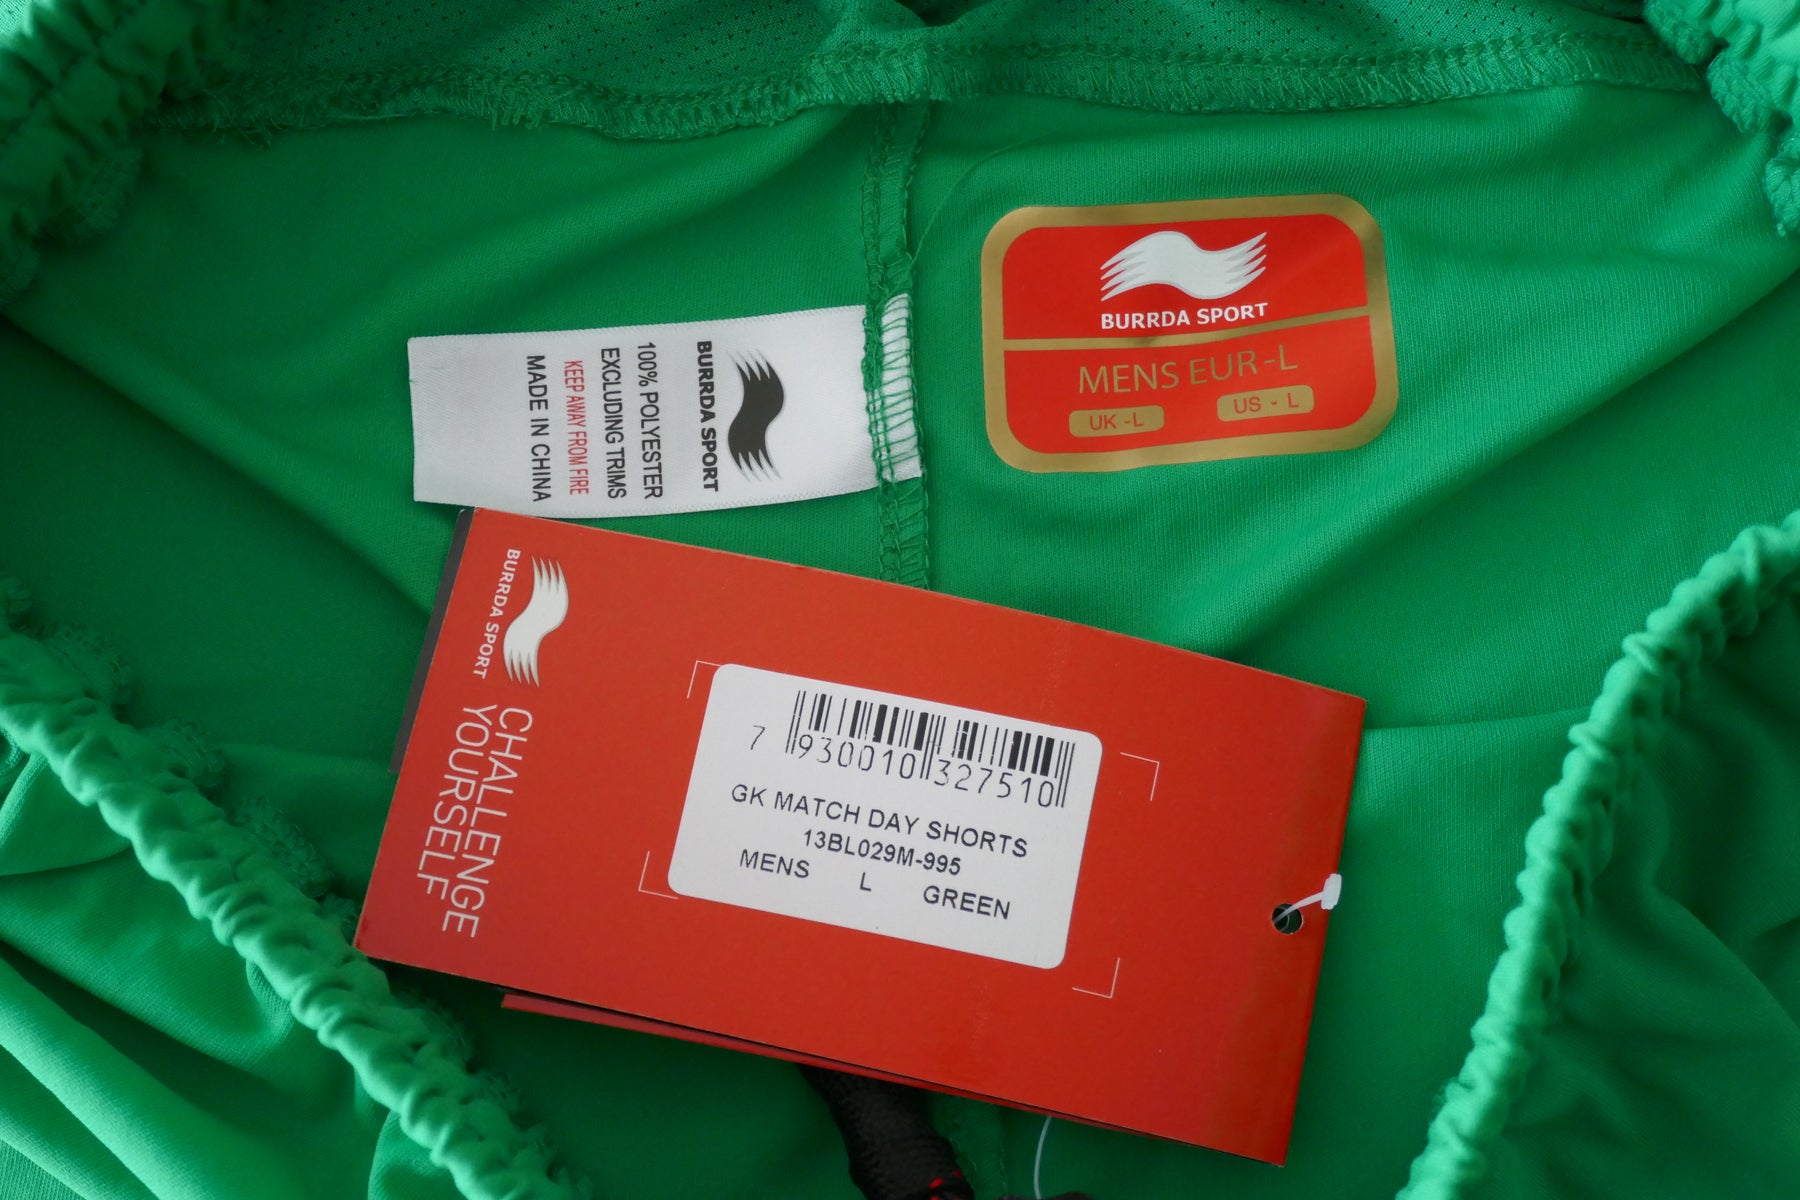 BURRDA SPORT
MENS EUR-L
UK -L
US - L
BURRDA SPORT
100% POLYESTER
EXCLUDING TRIMS
KEEP AWAY FROM FIRE
MADE IN CHINA
BURRDA SPORT
CHALLENGE
YOURSELF
7 930010 327510
GK MATCH DAY SHORTS
13BL029M-995
MENS L GREEN